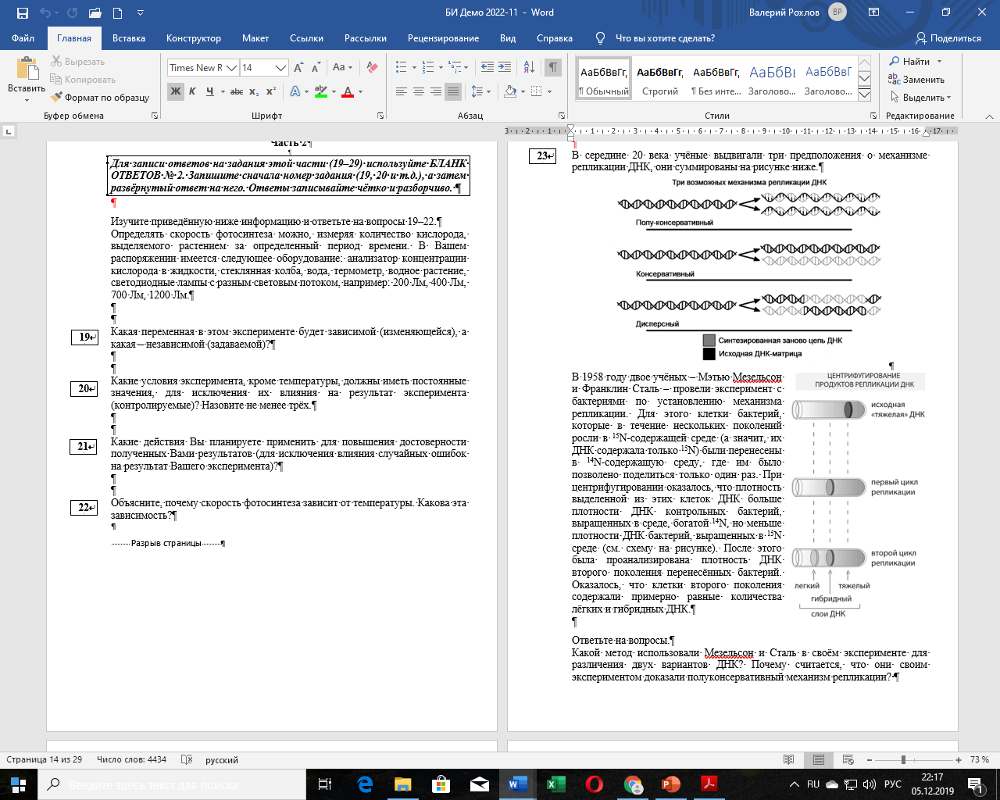 БИ Демо 2022-11 - Word
Валерий Рохлов
ВР
Файл
Главная
Вставка
Конструктор
Макет
Ссылки
Рассылки
Рецензирование
Вид
Справка
Что вы хотите сделать?
Поделиться
Вставить
Вырезать
Копировать
Формат по образцу
Буфер обмена
Times New R
14
Шрифт
Абзац
АаБбВвГг,
¶ Обычный
АаБбВвГг,
Строгий
АаБбВвГг,
¶ Без инте...
АаБбВв
Заголово...
АаБбВвГ
Заголово...
Стили
Найти
Заменить
Выделить
Редактирование
Часть 2¶
Для записи ответов на задания этой части (19–29) используйте БЛАНК
ОТВЕТОВ № 2. Запишите сначала номер задания (19, 20 и т.д.), а затем
развёрнутый ответ на него. Ответы записывайте чётко и разборчиво. ¶
Изучите приведённую ниже информацию и ответьте на вопросы 19–22.¶
Определять скорость фотосинтеза можно, измеряя количество кислорода,
выделяемого растением за определенный период времени. В Вашем
распоряжении имеется следующее оборудование: анализатор концентрации
кислорода в жидкости, стеклянная колба, вода, термометр, водное растение,
светодиодные лампы с разным световым потоком, например: 200 Лм, 400 Лм,
700 Лм, 1200 Лм.¶
19
Какая переменная в этом эксперименте будет зависимой (изменяющейся), а
какая – независимой (задаваемой)?¶
20
Какие условия эксперимента, кроме температуры, должны иметь постоянные
значения, для исключения их влияния на результат эксперимента
(контролируемые)? Назовите не менее трёх.¶
21
Какие действия Вы планируете применить для повышения достоверности
полученных Вами результатов (для исключения влияния случайных ошибок
на результат Вашего эксперимента)?¶
22
Объясните, почему скорость фотосинтеза зависит от температуры. Какова эта
зависимость?¶
Разрыв страницы
23
В середине 20 века учёные выдвигали три предположения о механизме
репликации ДНК, они суммированы на рисунке ниже.¶
Три возможных механизма репликации ДНК
Полу-консервативный
Консервативный
Дисперсный
Синтезированная заново цепь ДНК
Исходная ДНК-матрица
В 1958 году двое учёных – Мэтью Мезельсон
и Франклин Сталь – провели эксперимент с
бактериями по установлению механизма
репликации. Для этого клетки бактерий,
которые в течение нескольких поколений
росли в ¹⁵N-содержащей среде (а значит, их
ДНК содержала только ¹⁵N) были перенесены
в ¹⁴N-содержащую среду, где им было
позволено поделиться только один раз. При
центрифугировании оказалось, что плотность
выделенной из этих клеток ДНК больше
плотности ДНК контрольных бактерий,
выращенных в среде, богатой ¹⁴N, но меньше
плотности ДНК бактерий, выращенных в ¹⁵N
среде (см. схему на рисунке). После этого
была проанализирована плотность ДНК
второго поколения перенесённых бактерий.
Оказалось, что клетки второго поколения
содержали примерно равные количества
лёгких и гибридных ДНК.¶
ЦЕНТРИФУГИРОВАНИЕ
ПРОДУКТОВ РЕПЛИКАЦИИ ДНК
исходная
«тяжелая» ДНК
первый цикл
репликации
второй цикл
репликации
легкий
тяжелый
гибридный
слои ДНК
Ответьте на вопросы.¶
Какой метод использовали Мезельсон и Сталь в своём эксперименте для
различения двух вариантов ДНК? Почему считается, что они своим
экспериментом доказали полуконсервативный механизм репликации? ¶
Страница 14 из 29
Число слов: 4434
русский
73 %
Введите здесь текст для поиска
RU
РУС
22:17
05.12.2019
1